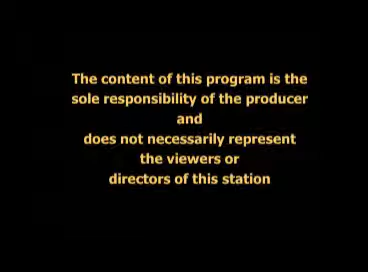 The content of this program is the
sole responsibility of the producer
and
does not necessarily represent
the viewers or
directors of this station